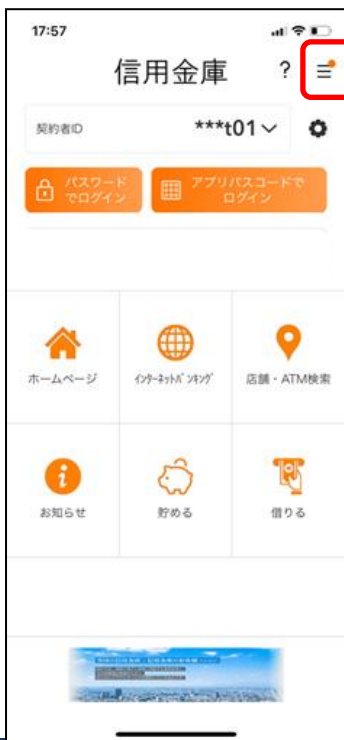 17:57
信用金庫 ?
契約者ID ***t01
パスワード
でログイン
アプリパスコードで
ログイン
ホームページ
インターネットバンキング
店舗・ATM検索
お知らせ
貯める
借りる